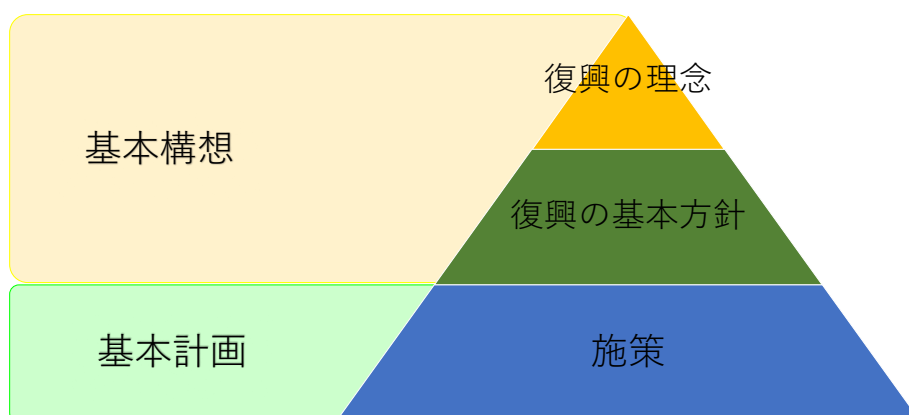 復興の理念
基本構想
復興の基本方針
基本計画
施策